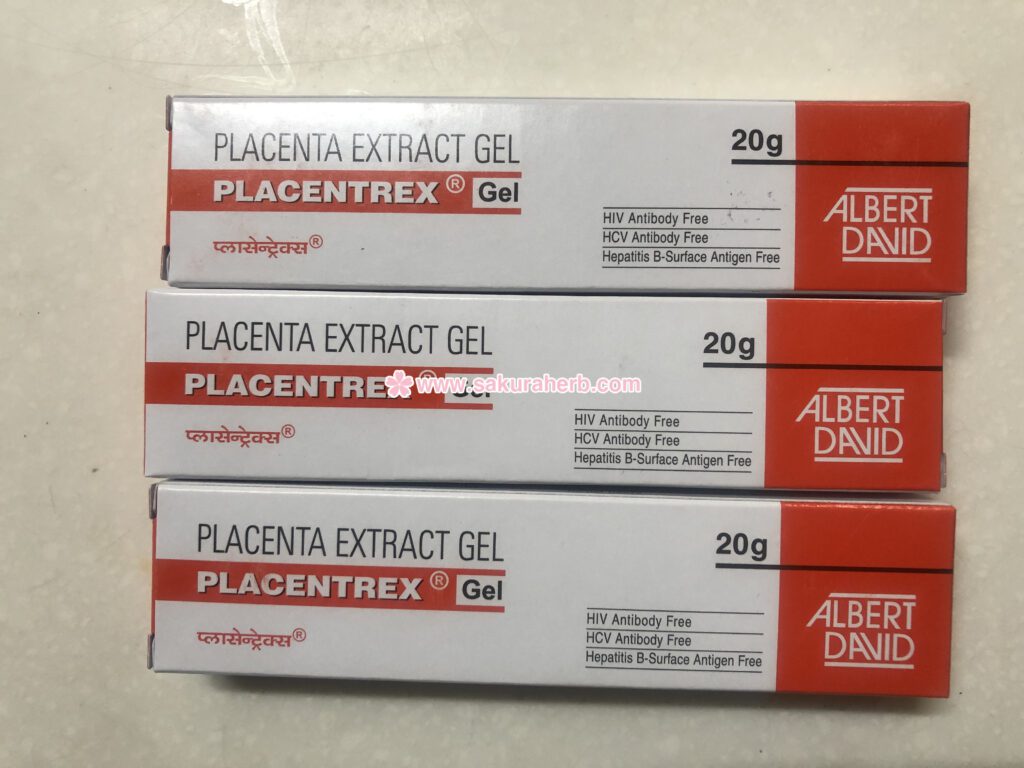 PLACENTA EXTRACT GEL
20g
PLACENTREX® Gel
ALBERT
DAVID
HIV Antibody Free
HCV Antibody Free
Hepatitis B-Surface Antigen Free
प्लासेन्ट्रेक्स®
PLACENTA EXTRACT GEL
20g
PLACENTREX Gel
www.sakuraherb.com
ALBERT
DAVID
HIV Antibody Free
HCV Antibody Free
Hepatitis B-Surface Antigen Free
प्लासेन्ट्रेक्स®
PLACENTA EXTRACT GEL
20g
PLACENTREX® Gel
ALBERT
DAVID
HIV Antibody Free
HCV Antibody Free
Hepatitis B-Surface Antigen Free
प्लासेन्ट्रेक्स®